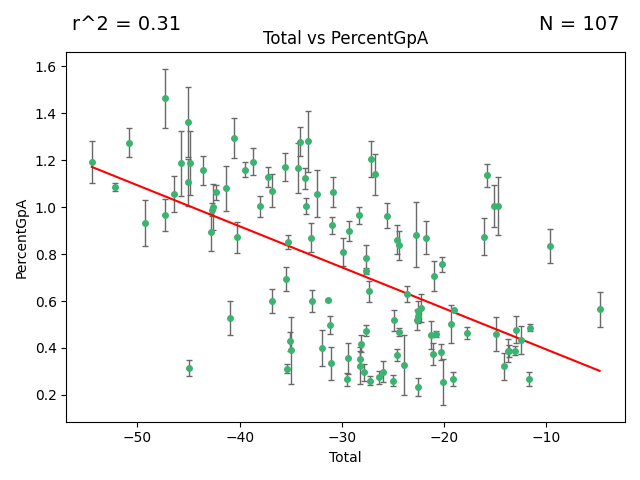 r^2 = 0.31
N = 107
Total vs PercentGpA
PercentGpA
1.6
1.4
1.2
1.0
0.8
0.6
0.4
0.2
−50
−40
−30
−20
−10
Total